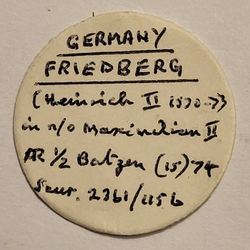 GERMANY
FRIEDBERG
(Heinrich II 1570-7)
in n/o Maximilian II
AR 1/2 Batzen (15)74
Saur. 2361/1156